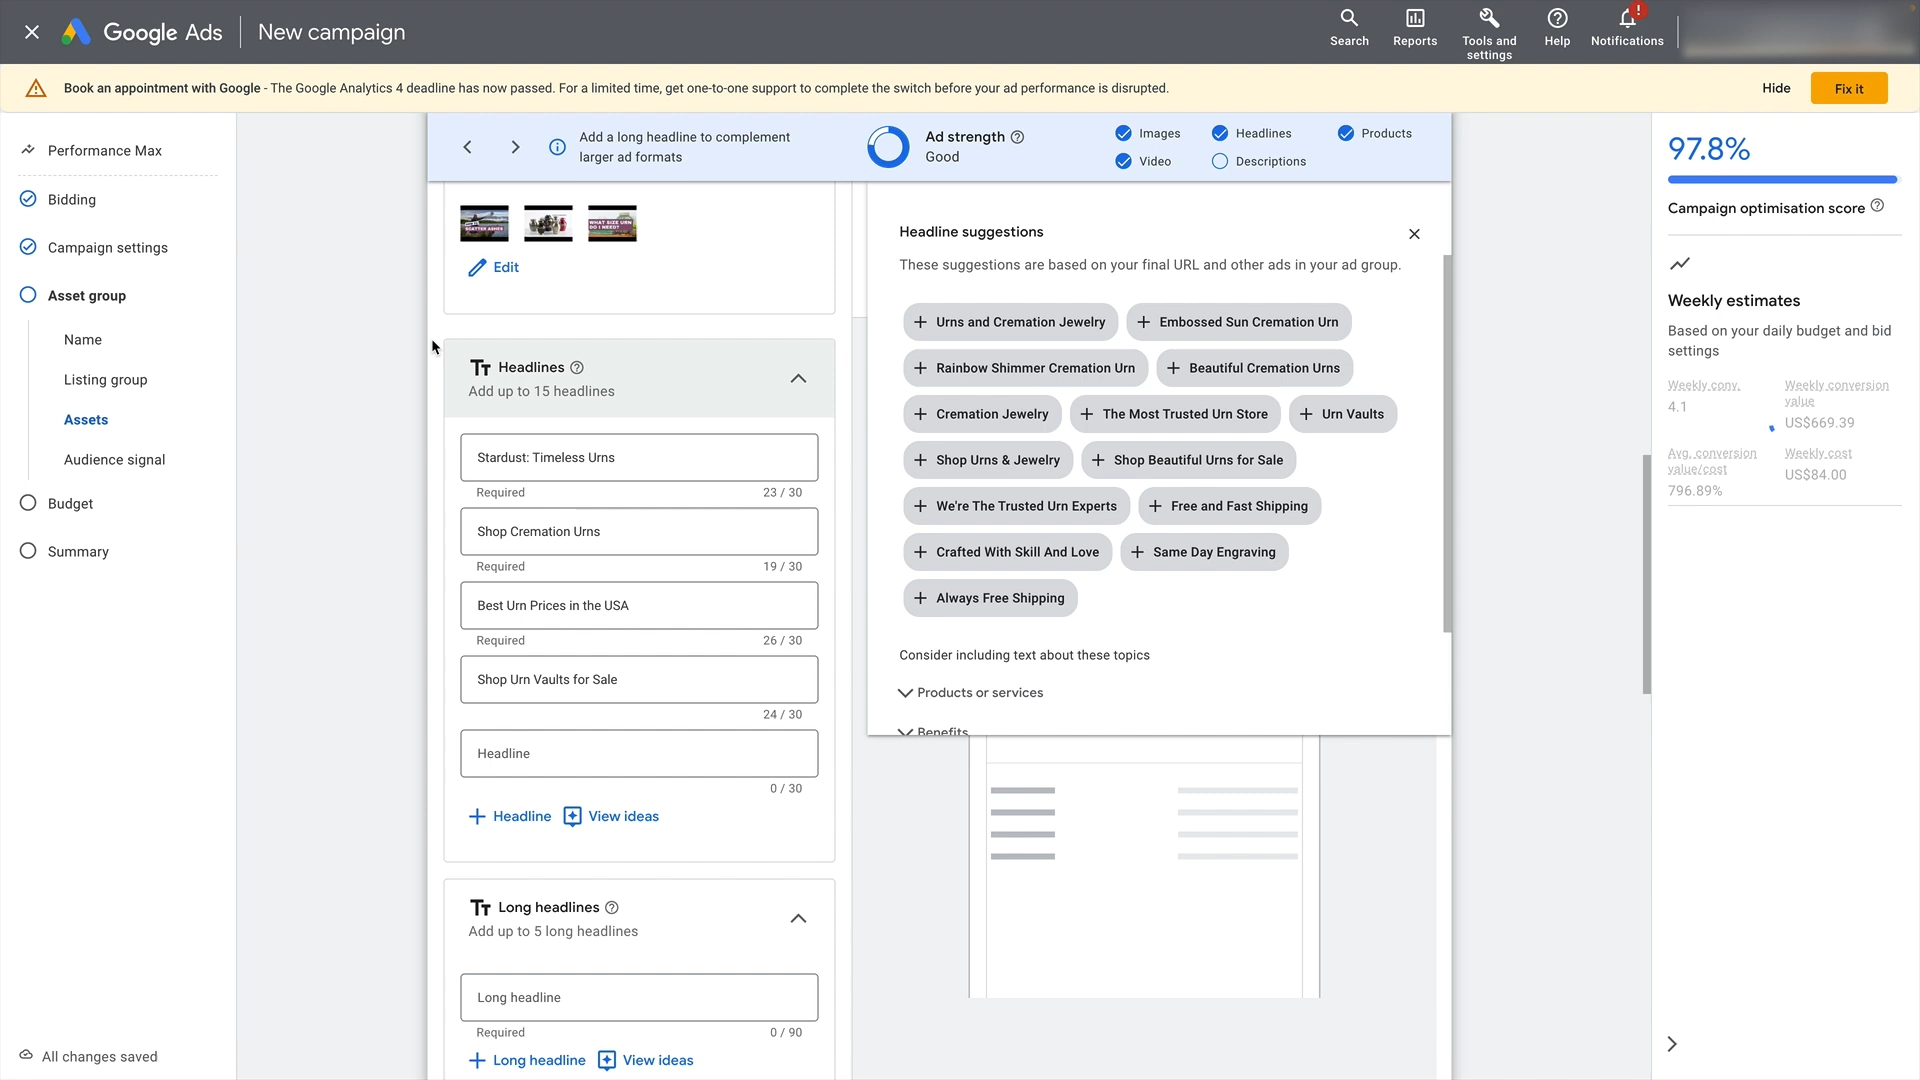 Google Ads
New campaign
Search
Reports
Tools and
settings
Help
!
Notifications
Book an appointment with Google - The Google Analytics 4 deadline has now passed. For a limited time, get one-to-one support to complete the switch before your ad performance is disrupted.
Hide
Fix it
Performance Max
Bidding
Campaign settings
Asset group
Name
Listing group
Assets
Audience signal
Budget
Summary
All changes saved
Add a long headline to complement
larger ad formats
Ad strength
Good
Images
Headlines
Products
Video
Descriptions
SCATTER ASHES
WHAT SIZE URN
DO I NEED?
Edit
Headlines
Add up to 15 headlines
Stardust: Timeless Urns
Required 23 / 30
Shop Cremation Urns
Required 19 / 30
Best Urn Prices in the USA
Required 26 / 30
Shop Urn Vaults for Sale
24 / 30
Headline
0 / 30
Headline View ideas
Long headlines
Add up to 5 long headlines
Long headline
Required 0 / 90
Long headline View ideas
Headline suggestions
These suggestions are based on your final URL and other ads in your ad group.
Urns and Cremation Jewelry Embossed Sun Cremation Urn
Rainbow Shimmer Cremation Urn Beautiful Cremation Urns
Cremation Jewelry The Most Trusted Urn Store Urn Vaults
Shop Urns & Jewelry Shop Beautiful Urns for Sale
We're The Trusted Urn Experts Free and Fast Shipping
Crafted With Skill And Love Same Day Engraving
Always Free Shipping
Consider including text about these topics
Products or services
Benefits
97.8%
Campaign optimisation score
Weekly estimates
Based on your daily budget and bid
settings
Weekly conv.
4.1
Weekly conversion
value
US$669.39
Avg. conversion
value/cost
796.89%
Weekly cost
US$84.00